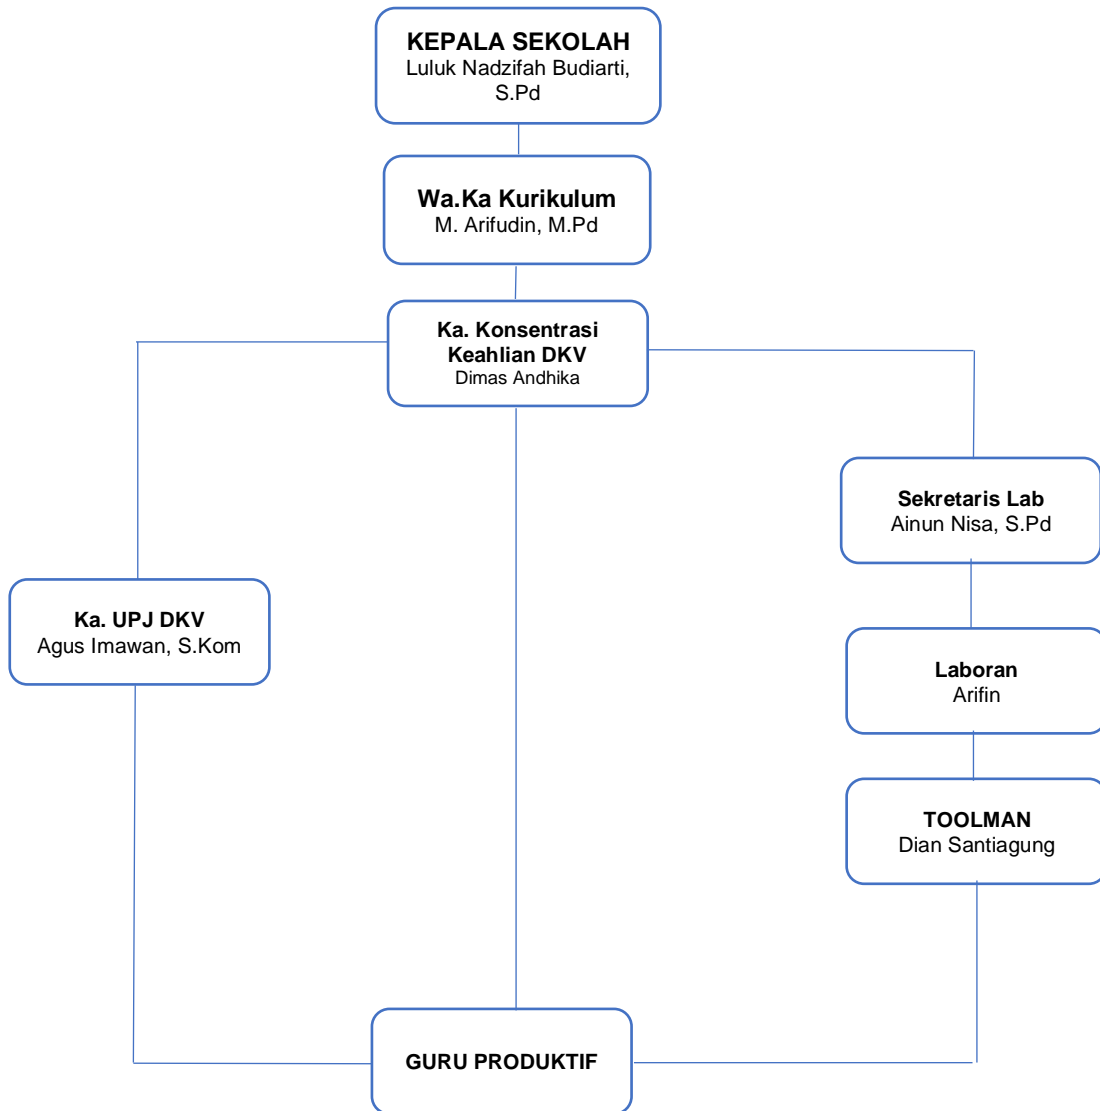 KEPALA SEKOLAH
Luluk Nadzifah Budiarti,
S.Pd
Wa.Ka Kurikulum
M. Arifudin, M.Pd
Ka. Konsentrasi
Keahlian DKV
Dimas Andhika
Sekretaris Lab
Ainun Nisa, S.Pd
Ka. UPJ DKV
Agus Imawan, S.Kom
Laboran
Arifin
TOOLMAN
Dian Santiagung
GURU PRODUKTIF